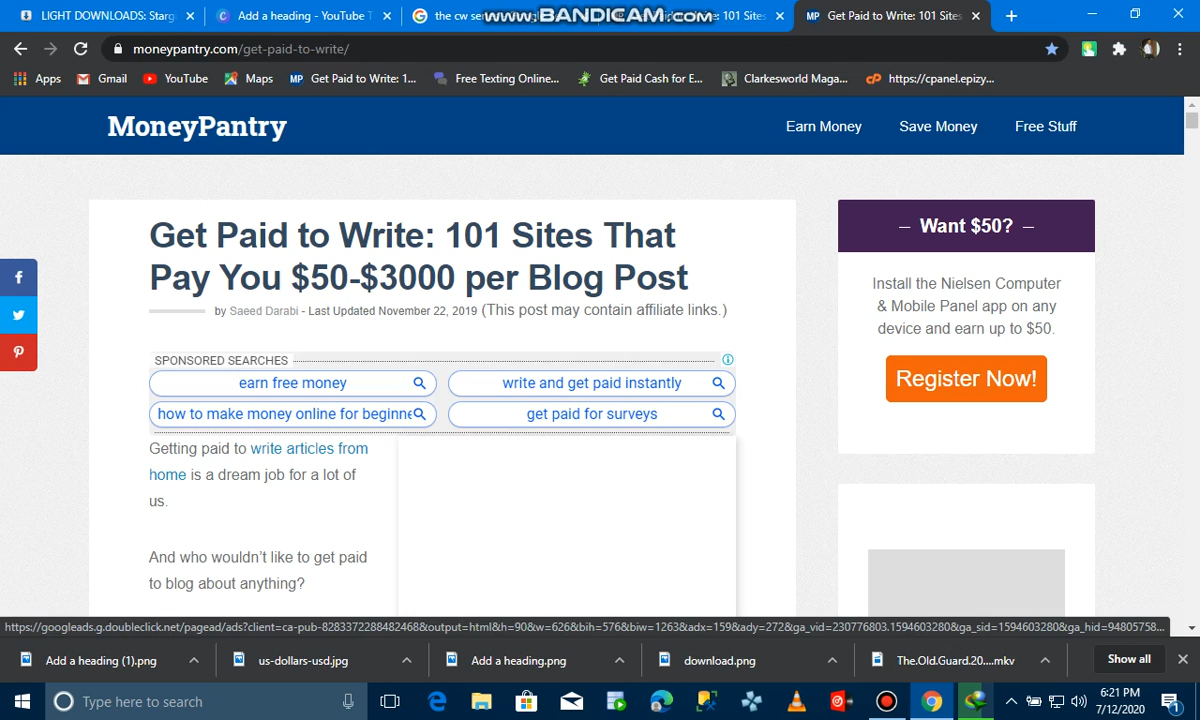 LIGHT DOWNLOADS: Starg
Add a heading - YouTube T
the cw se
www.BANDICAM.com
101 Sites
MP Get Paid to Write: 101 Sites
moneypantry.com/get-paid-to-write/
Apps
Gmail
YouTube
Maps
MP Get Paid to Write: 1...
Free Texting Online...
Get Paid Cash for E...
Clarkesworld Maga...
cP https://cpanel.epizy...
MoneyPantry
Earn Money
Save Money
Free Stuff
Get Paid to Write: 101 Sites That
Pay You $50-$3000 per Blog Post
by Saeed Darabi - Last Updated November 22, 2019 (This post may contain affiliate links.)
SPONSORED SEARCHES
earn free money
write and get paid instantly
how to make money online for beginne
get paid for surveys
Getting paid to write articles from
home is a dream job for a lot of
us.
And who wouldn't like to get paid
to blog about anything?
– Want $50? –
Install the Nielsen Computer
& Mobile Panel app on any
device and earn up to $50.
Register Now!
https://googleads.g.doubleclick.net/pagead/ads?client=ca-pub-8283372288482468&output=html&h=90&w=626&bih=576&biw=1263&adx=159&ady=272&ga_vid=230776803.1594603280&ga_sid=1594603280&ga_hid=94805758...
Add a heading (1).png
us-dollars-usd.jpg
Add a heading.png
download.png
The.Old.Guard.20....mkv
Show all
Type here to search
6:21 PM
7/12/2020
1